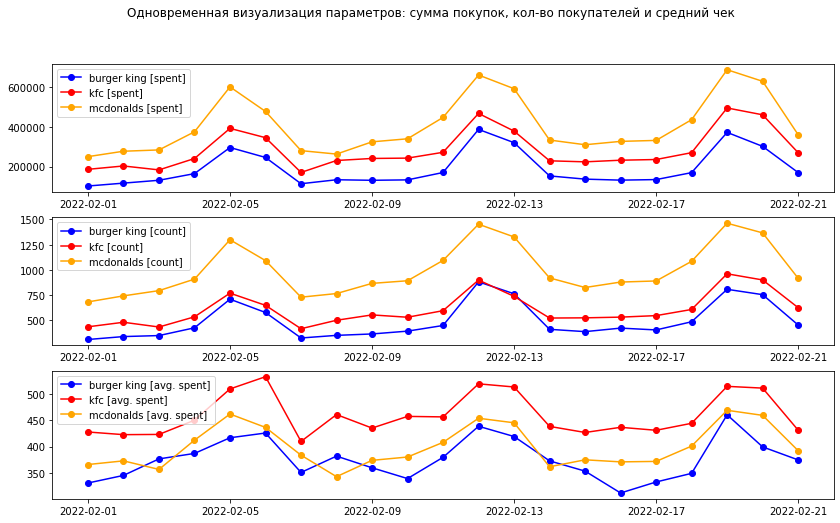 Одновременная визуализация параметров: сумма покупок, кол-во покупателей и средний чек
burger king [spent]
kfc [spent]
mcdonalds [spent]
600000
400000
200000
2022-02-01 2022-02-05 2022-02-09 2022-02-13 2022-02-17 2022-02-21
burger king [count]
kfc [count]
mcdonalds [count]
1500
1250
1000
750
500
2022-02-01 2022-02-05 2022-02-09 2022-02-13 2022-02-17 2022-02-21
burger king [avg. spent]
kfc [avg. spent]
mcdonalds [avg. spent]
500
450
400
350
2022-02-01 2022-02-05 2022-02-09 2022-02-13 2022-02-17 2022-02-21